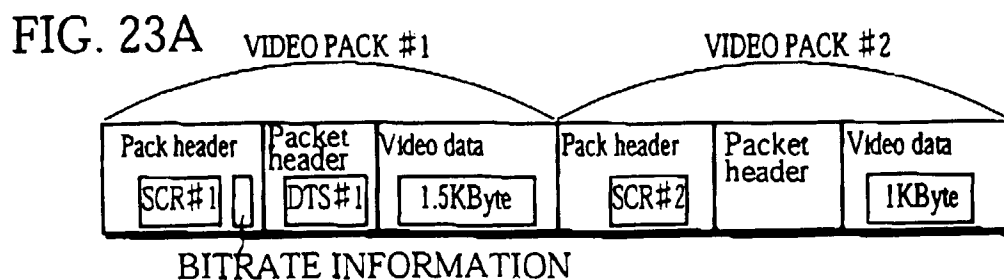 FIG. 23A
VIDEO PACK #1
VIDEO PACK #2
Pack header
Packet header
Video data
Pack header
Packet header
Video data
SCR#1
DTS#1
1.5KByte
SCR#2
1KByte
BITRATE INFORMATION